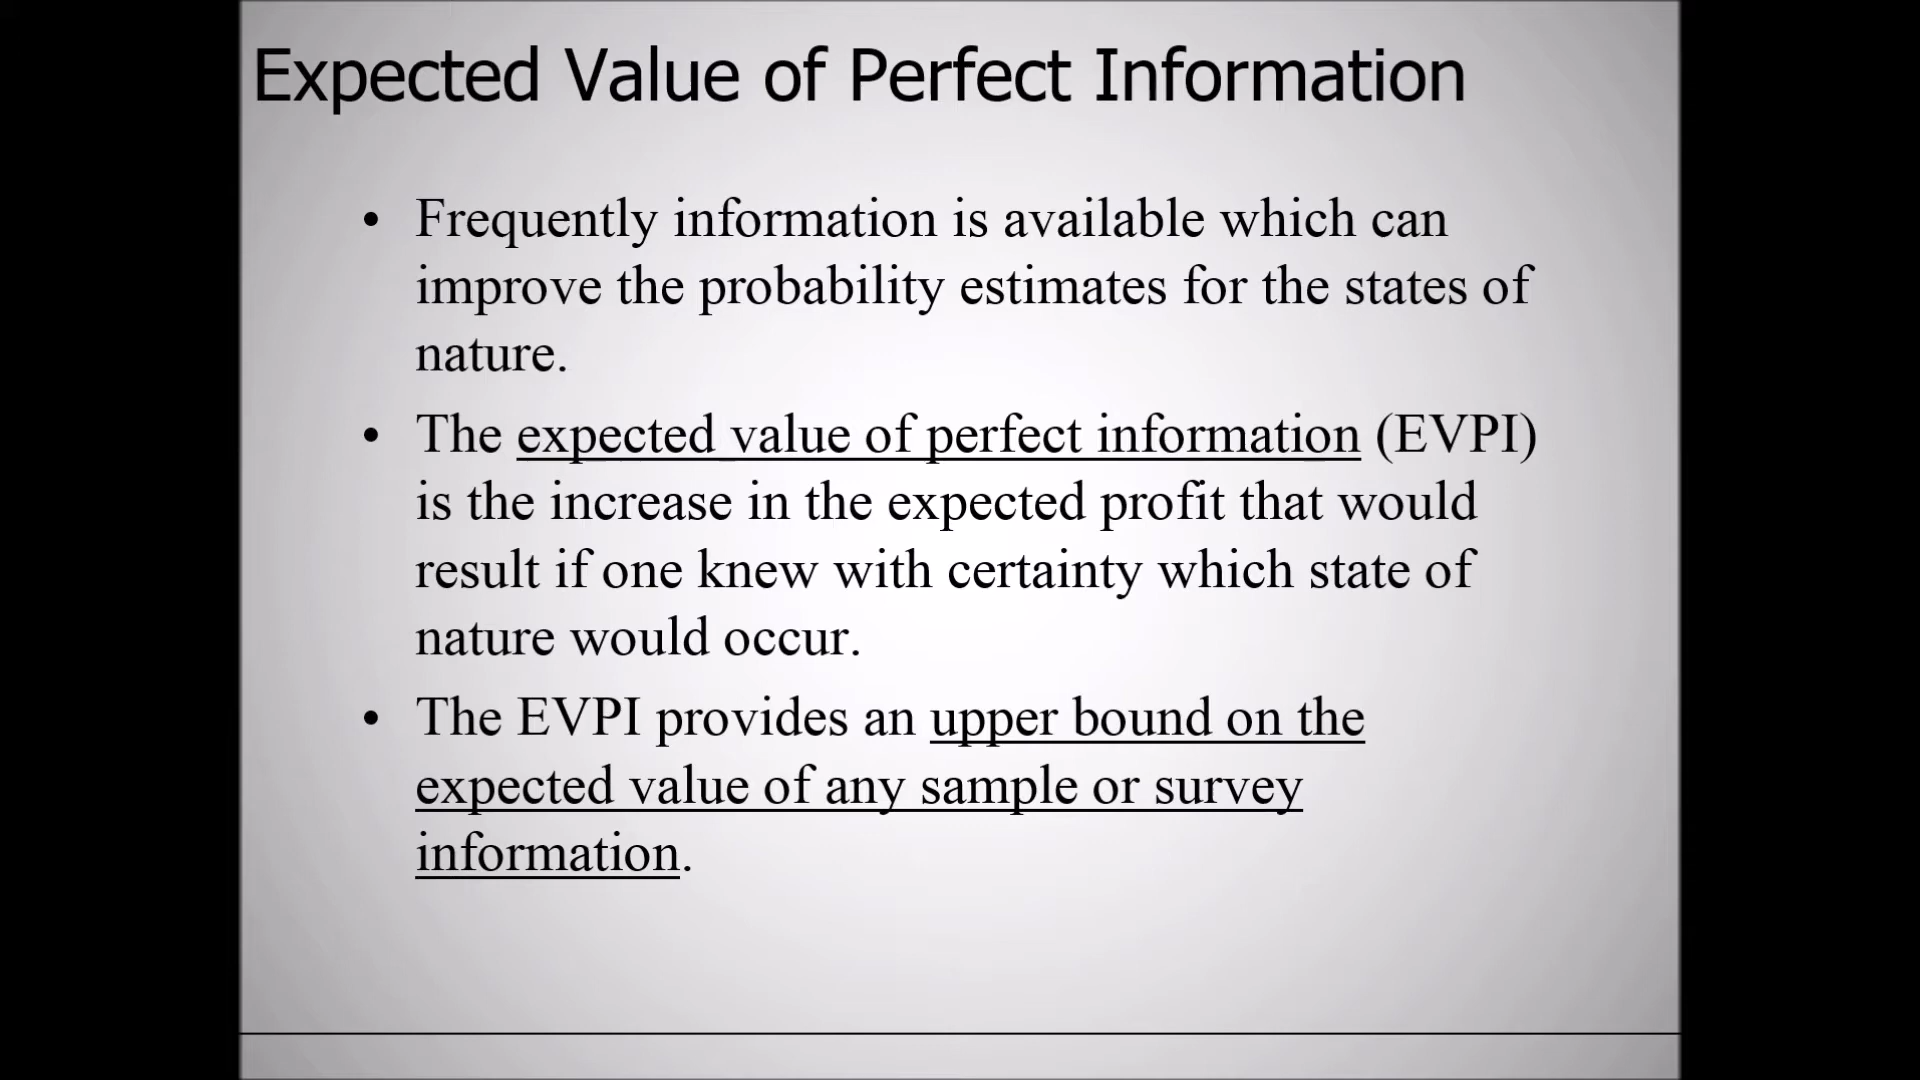 Expected Value of Perfect Information
• Frequently information is available which can
improve the probability estimates for the states of
nature.
• The expected value of perfect information (EVPI)
is the increase in the expected profit that would
result if one knew with certainty which state of
nature would occur.
• The EVPI provides an upper bound on the
expected value of any sample or survey
information.